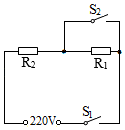 S₂
R₂ R₁
220V S₁